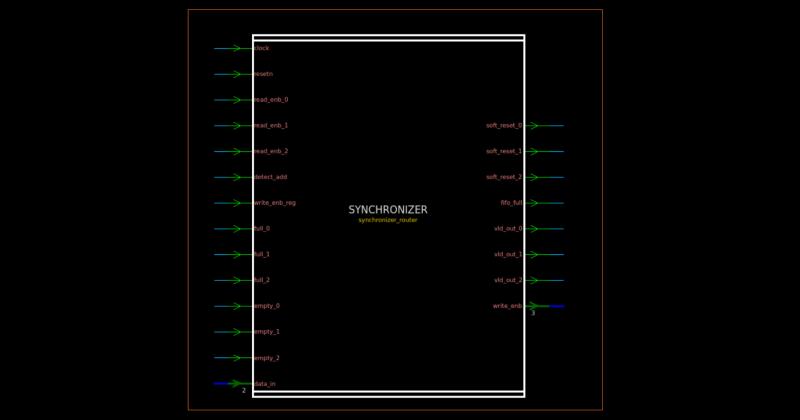 clock
resetn
read_enb_0
read_enb_1
soft_reset_0
read_enb_2
soft_reset_1
detect_add
soft_reset_2
write_enb_reg
fifo_full
SYNCHRONIZER
synchronizer_router
full_0
vld_out_0
full_1
vld_out_1
full_2
vld_out_2
empty_0
write_enb
3
empty_1
empty_2
data_in
2